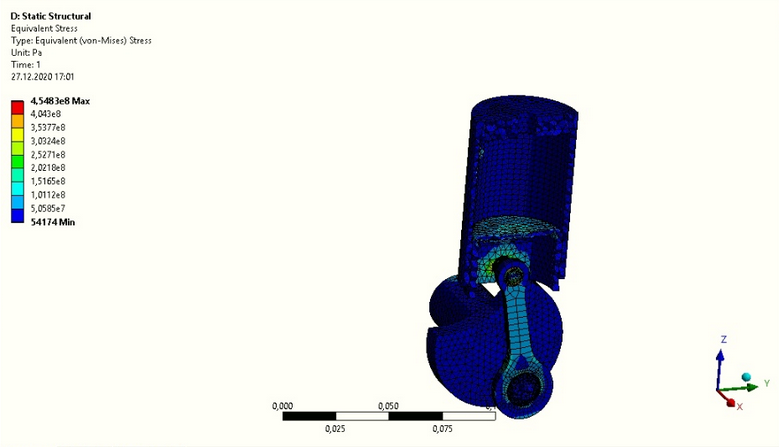 D: Static Structural
Equivalent Stress
Type: Equivalent (von-Mises) Stress
Unit: Pa
Time: 1
27.12.2020 17:01
4,5483e8 Max
4,043e8
3,5377e8
3,0324e8
2,5271e8
2,0218e8
1,5165e8
1,0112e8
5,0585e7
54174 Min
Z
Y
X
0,000
0,050
0,025
0,075